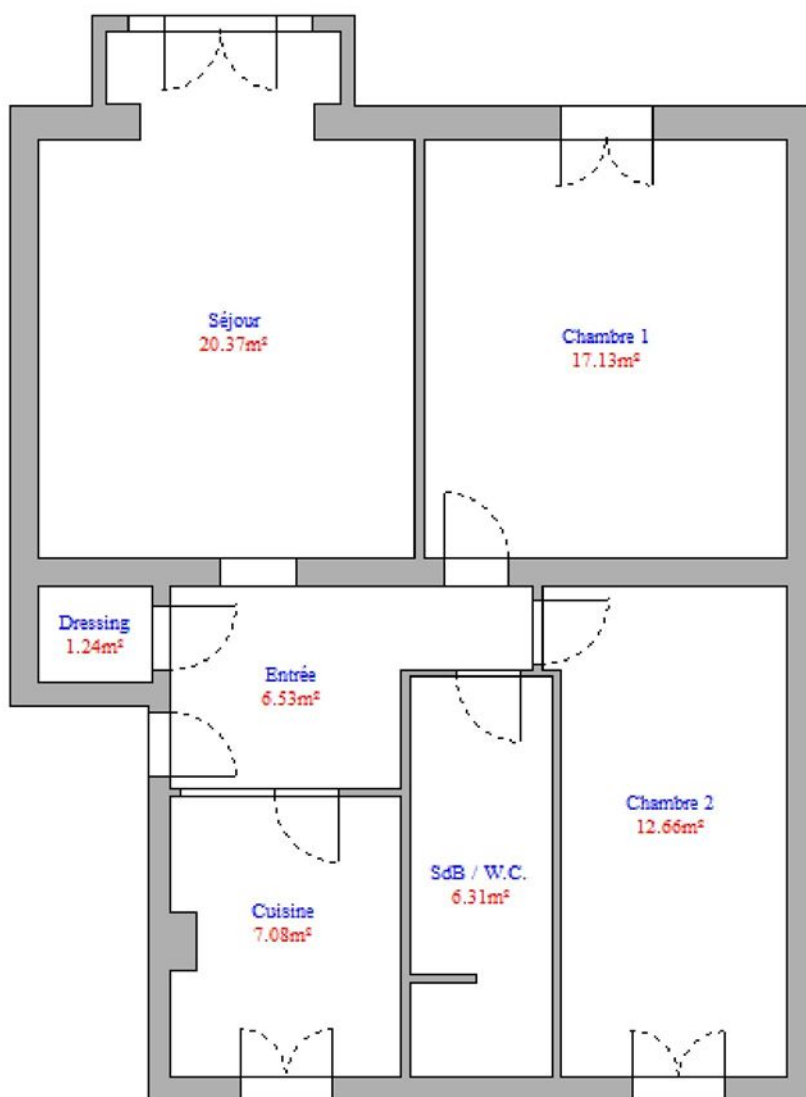 Séjour
20.37m²
Chambre 1
17.13m²
Dressing
1.24m²
Entrée
6.53m²
Chambre 2
12.66m²
SdB / W.C.
6.31m²
Cuisine
7.08m²